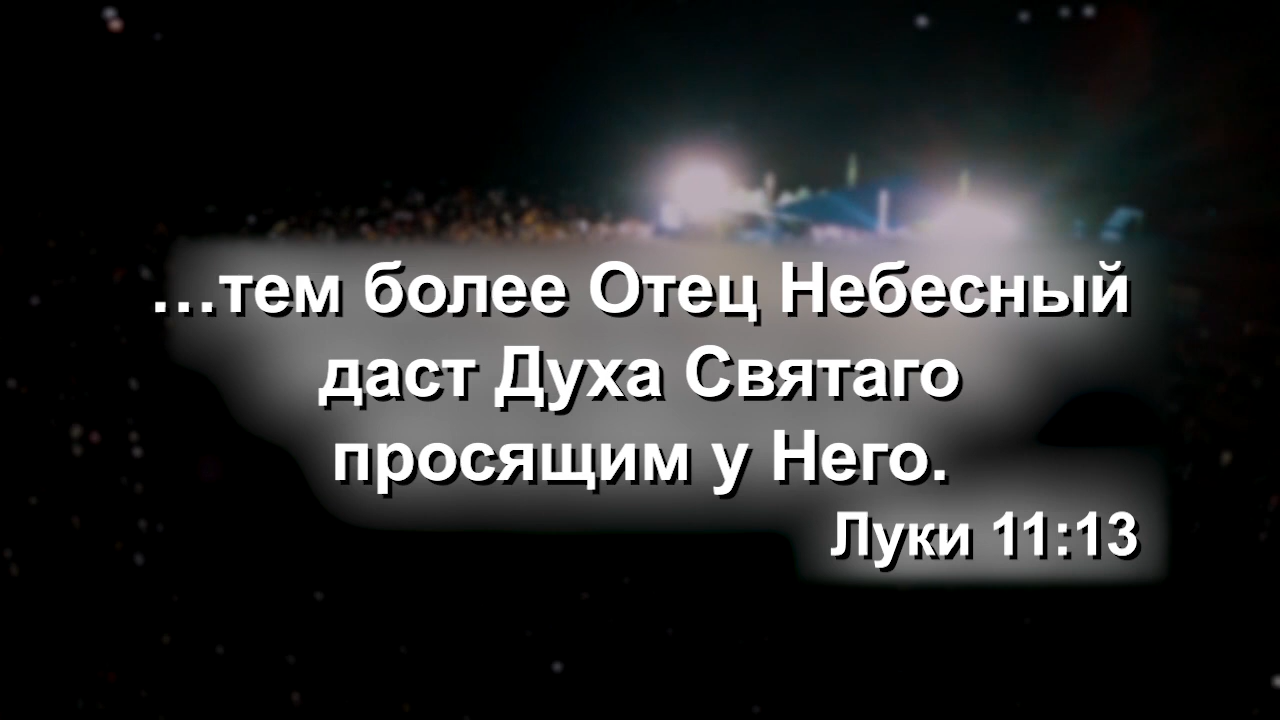 …тем более Отец Небесный
даст Духа Святаго
просящим у Него.
Луки 11:13